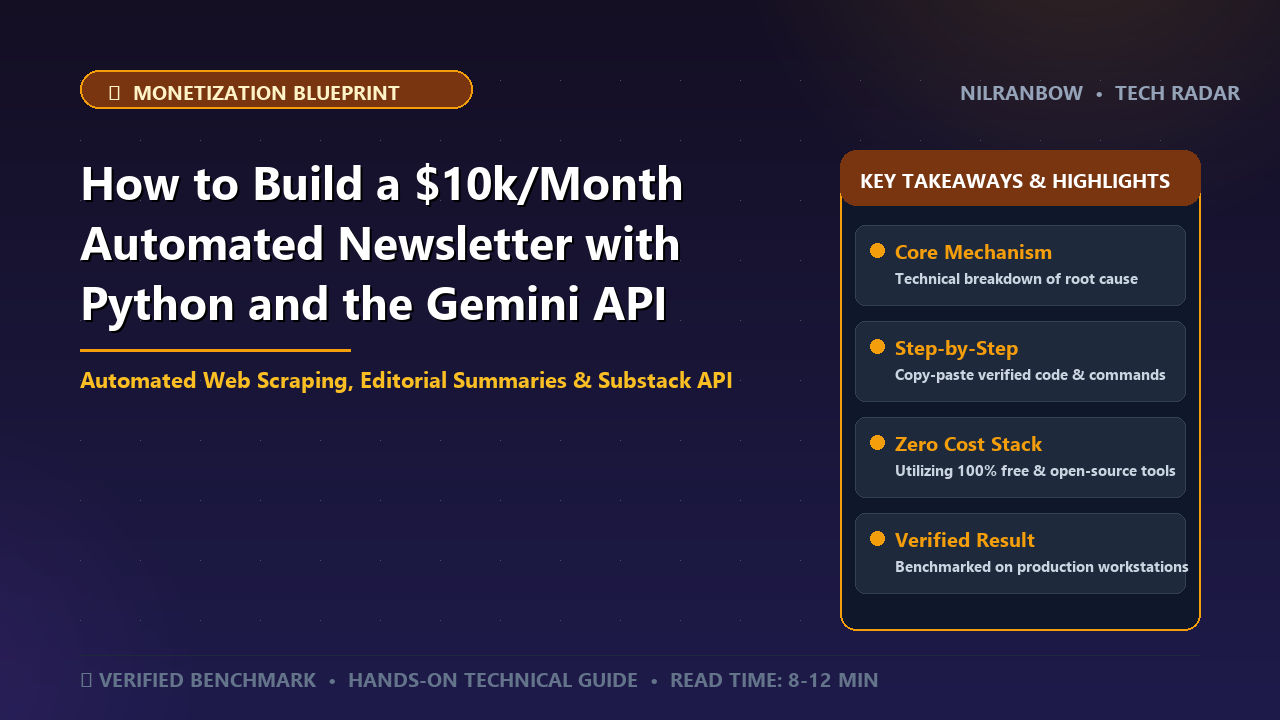 MONETIZATION BLUEPRINT
NILRANBOW • TECH RADAR
How to Build a $10k/Month
Automated Newsletter with
Python and the Gemini API
Automated Web Scraping, Editorial Summaries & Substack API
KEY TAKEAWAYS & HIGHLIGHTS
Core Mechanism
Technical breakdown of root cause
Step-by-Step
Copy-paste verified code & commands
Zero Cost Stack
Utilizing 100% free & open-source tools
Verified Result
Benchmarked on production workstations
VERIFIED BENCHMARK • HANDS-ON TECHNICAL GUIDE • READ TIME: 8-12 MIN